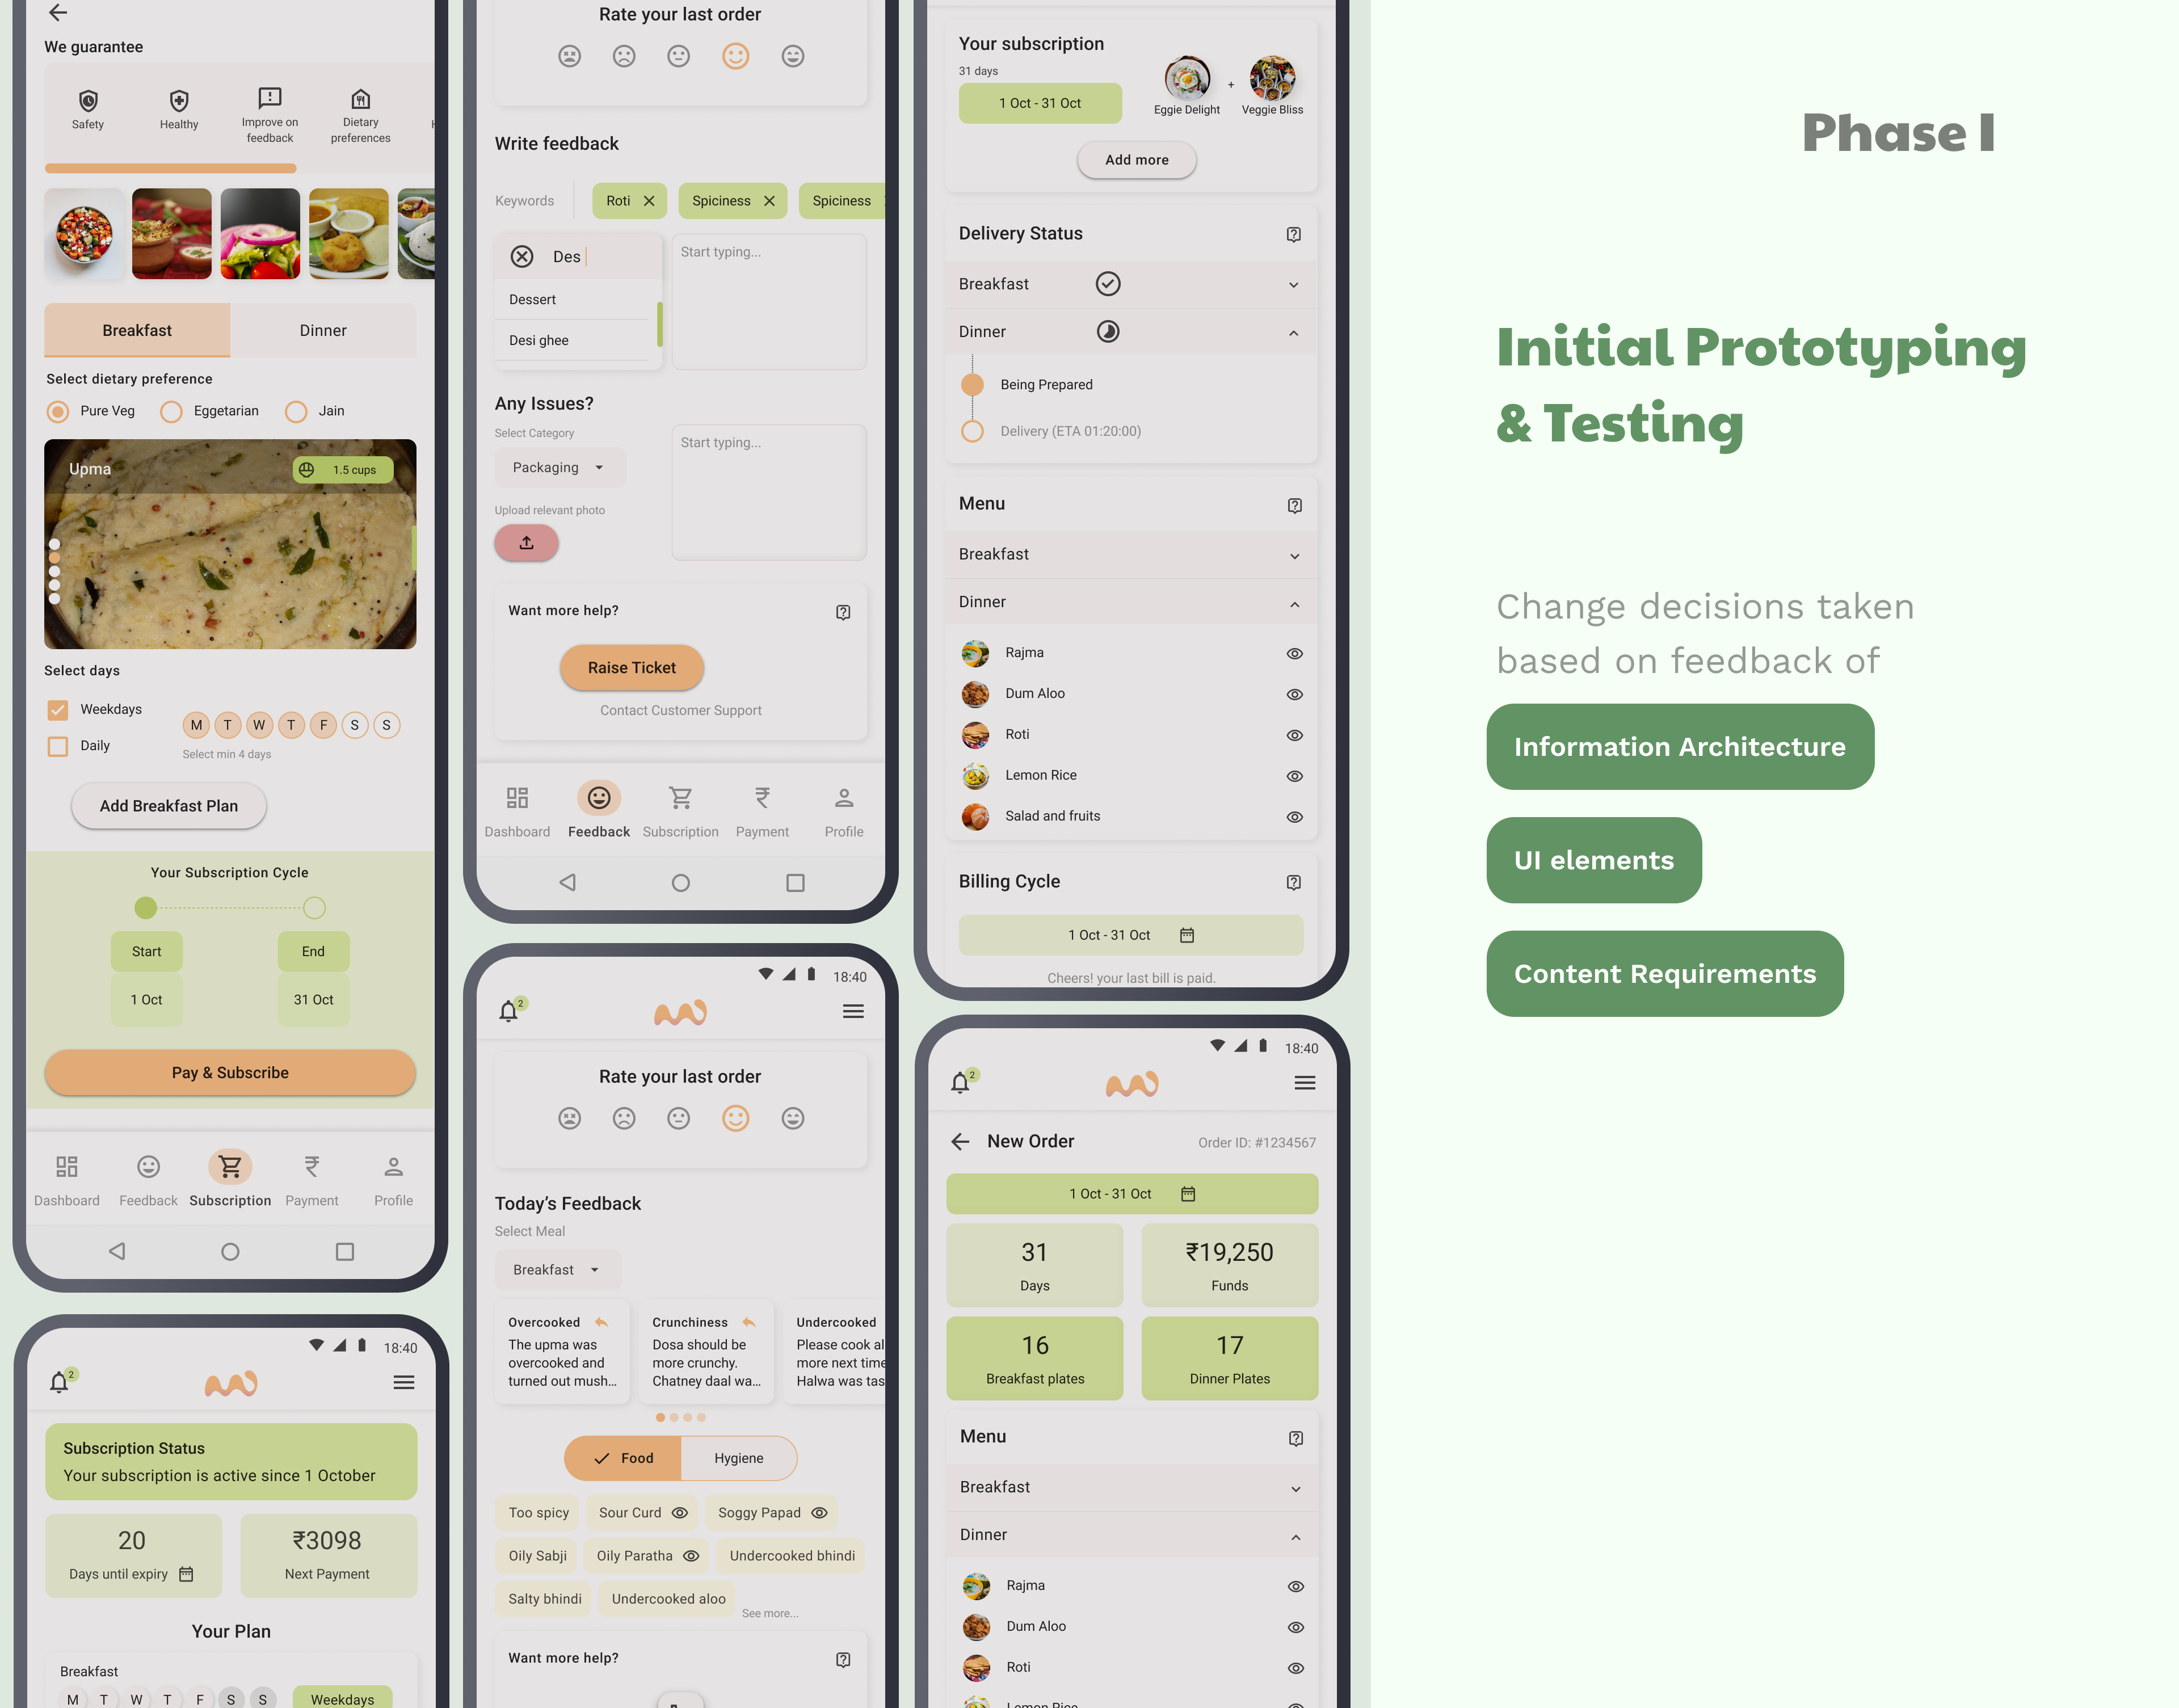 We guarantee
Safety
Healthy
Improve on
feedback
Dietary
preferences
Breakfast
Dinner
Select dietary preference
Pure Veg
Eggetarian
Jain
Upma
1.5 cups
Select days
Weekdays
Daily
M T W T F S S
Select min 4 days
Add Breakfast Plan
Your Subscription Cycle
Start
End
1 Oct
31 Oct
Pay & Subscribe
Dashboard
Feedback
Subscription
Payment
Profile
18:40
2
Subscription Status
Your subscription is active since 1 October
20
Days until expiry
₹3098
Next Payment
Your Plan
Breakfast
M T W T F S S
Weekdays
Rate your last order
Write feedback
Keywords
Roti
Spiciness
Spiciness
Des
Start typing...
Dessert
Desi ghee
Any Issues?
Select Category
Start typing...
Packaging
Upload relevant photo
Want more help?
Raise Ticket
Contact Customer Support
Dashboard
Feedback
Subscription
Payment
Profile
18:40
2
Rate your last order
Today's Feedback
Select Meal
Breakfast
Overcooked
The upma was
overcooked and
turned out mush...
Crunchiness
Dosa should be
more crunchy.
Chatney daal wa...
Undercooked
Please cook al
more next time
Halwa was tas
Food
Hygiene
Too spicy
Sour Curd
Soggy Papad
Oily Sabji
Oily Paratha
Undercooked bhindi
Salty bhindi
Undercooked aloo
See more...
Want more help?
Your subscription
31 days
1 Oct - 31 Oct
Eggie Delight
+
Veggie Bliss
Add more
Delivery Status
Breakfast
Dinner
Being Prepared
Delivery (ETA 01:20:00)
Menu
Breakfast
Dinner
Rajma
Dum Aloo
Roti
Lemon Rice
Salad and fruits
Billing Cycle
1 Oct - 31 Oct
Cheers! your last bill is paid.
18:40
2
New Order
Order ID: #1234567
1 Oct - 31 Oct
31
Days
₹19,250
Funds
16
Breakfast plates
17
Dinner Plates
Menu
Breakfast
Dinner
Rajma
Dum Aloo
Roti
Lemon Rice
Phase I
Initial Prototyping
& Testing
Change decisions taken
based on feedback of
Information Architecture
UI elements
Content Requirements